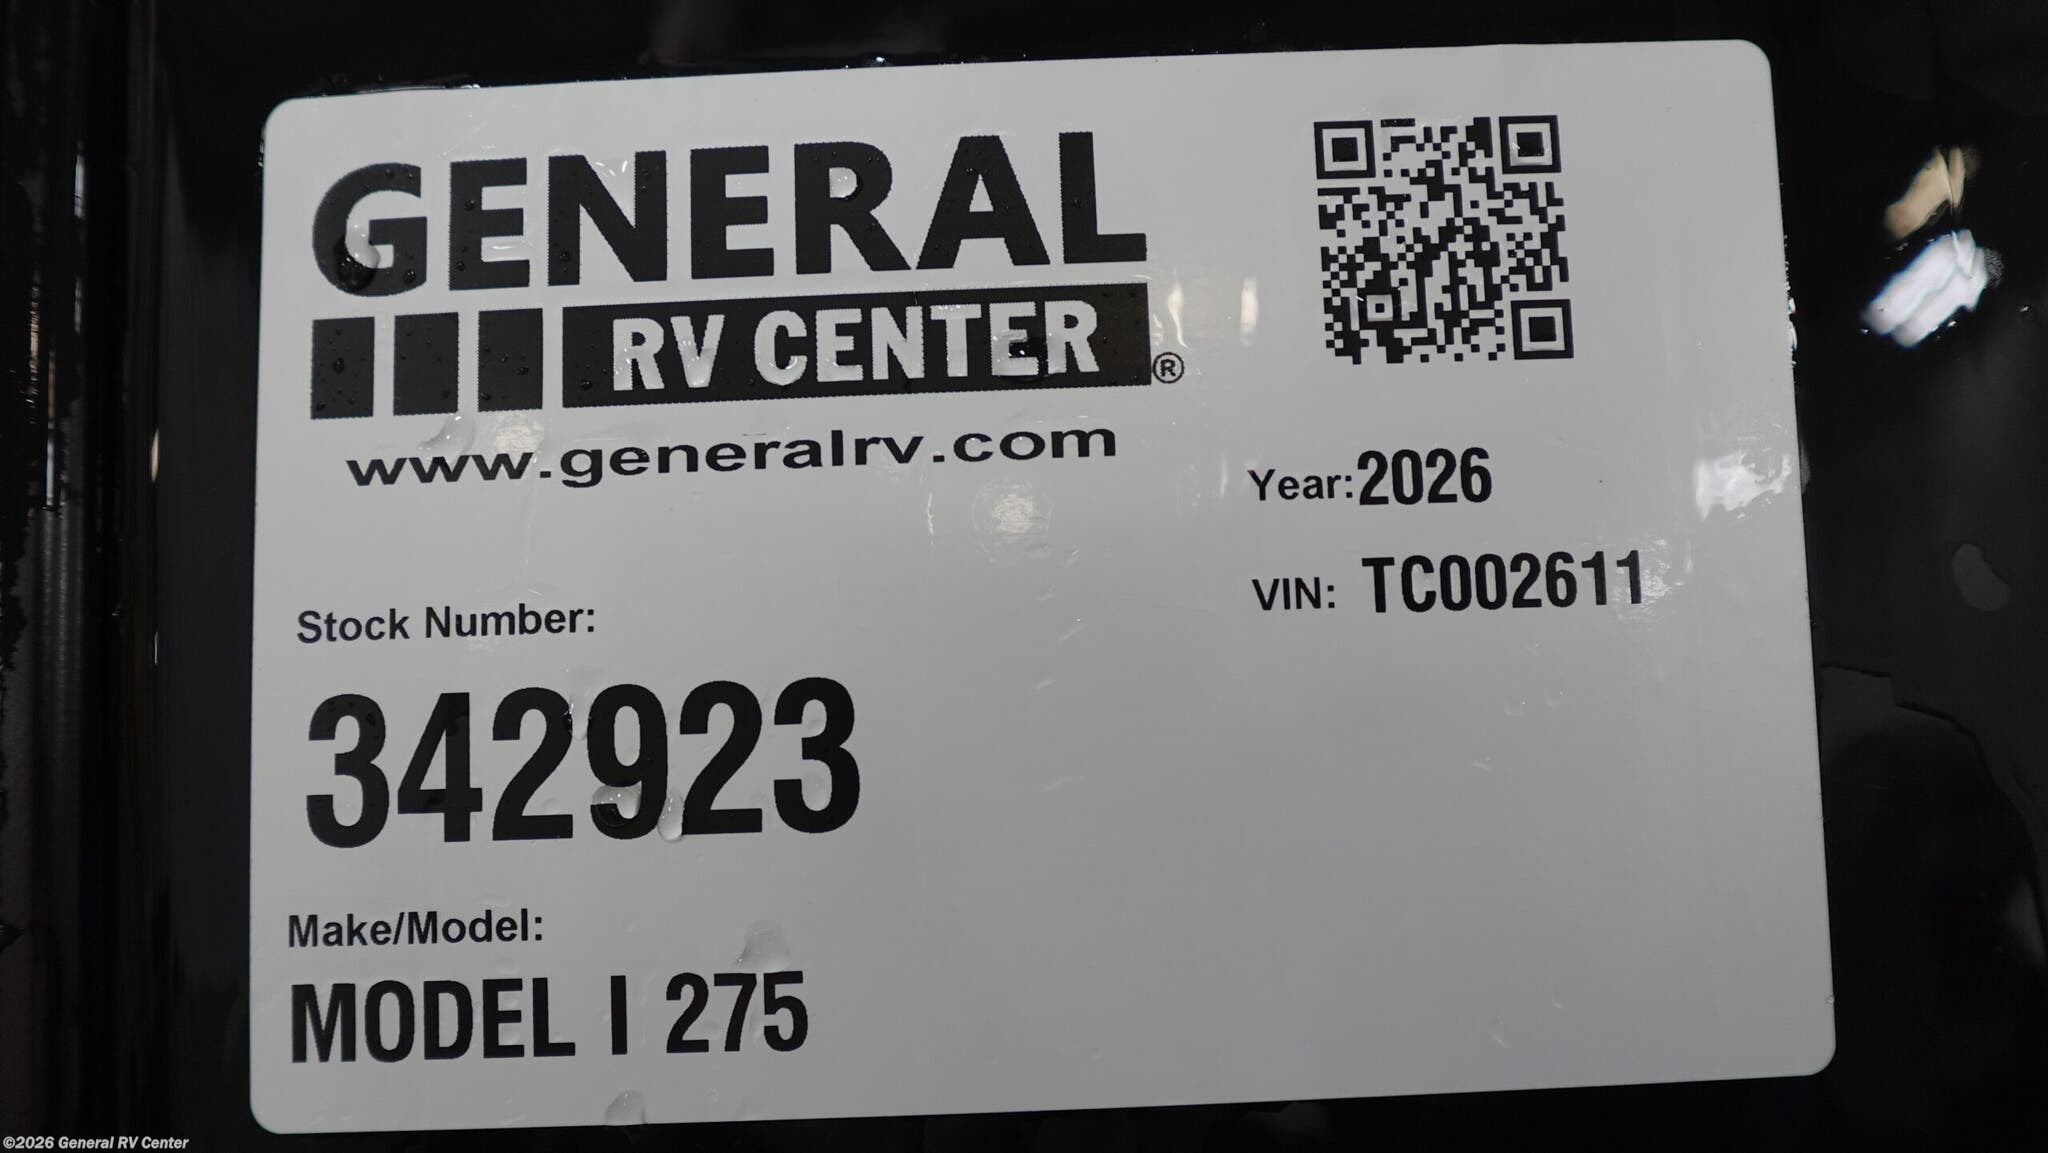 GENERAL
RV CENTER®
www.generalrv.com
Year: 2026
VIN: TC002611
Stock Number:
342923
Make/Model:
MODEL I 275
©2026 General RV Center